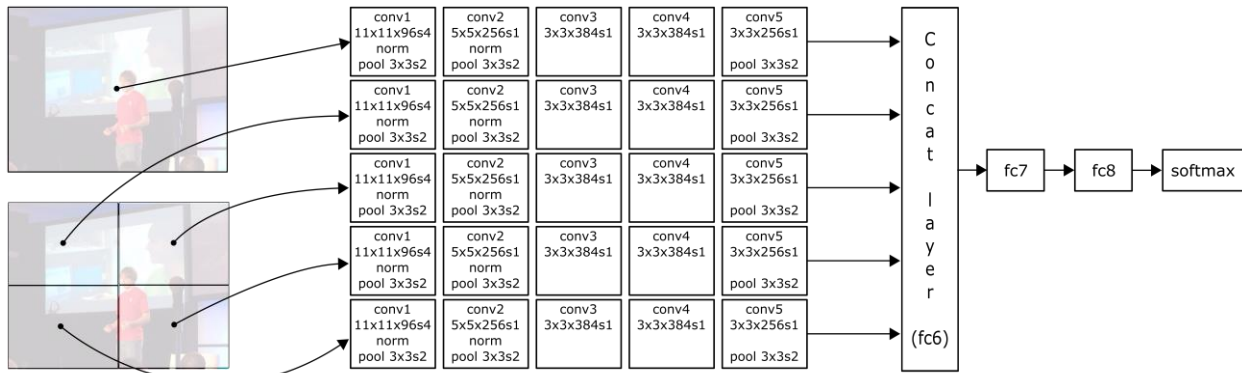 conv1
11x11x96s4
norm
pool 3x3s2
conv2
5x5x256s1
norm
pool 3x3s2
conv3
3x3x384s1
conv4
3x3x384s1
conv5
3x3x256s1
pool 3x3s2
conv1
11x11x96s4
norm
pool 3x3s2
conv2
5x5x256s1
norm
pool 3x3s2
conv3
3x3x384s1
conv4
3x3x384s1
conv5
3x3x256s1
pool 3x3s2
conv1
11x11x96s4
norm
pool 3x3s2
conv2
5x5x256s1
norm
pool 3x3s2
conv3
3x3x384s1
conv4
3x3x384s1
conv5
3x3x256s1
pool 3x3s2
conv1
11x11x96s4
norm
pool 3x3s2
conv2
5x5x256s1
norm
pool 3x3s2
conv3
3x3x384s1
conv4
3x3x384s1
conv5
3x3x256s1
pool 3x3s2
conv1
11x11x96s4
norm
pool 3x3s2
conv2
5x5x256s1
norm
pool 3x3s2
conv3
3x3x384s1
conv4
3x3x384s1
conv5
3x3x256s1
pool 3x3s2
Concat layer
(fc6)
fc7
fc8
softmax